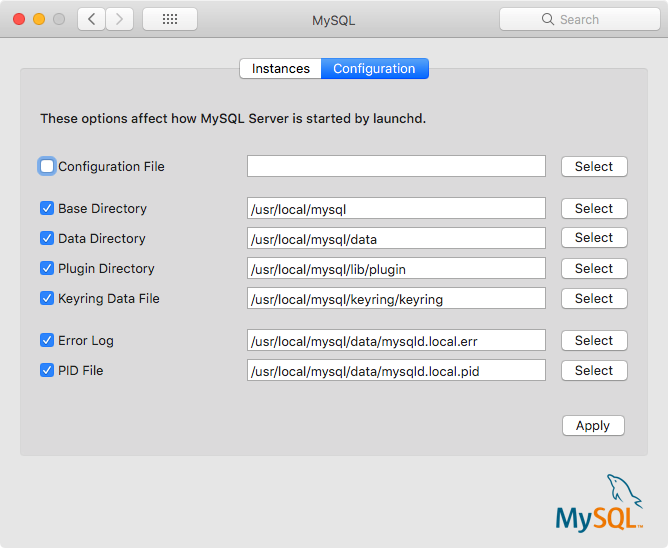 MySQL
Search
Instances Configuration
These options affect how MySQL Server is started by launchd.
Configuration File Select
Base Directory /usr/local/mysql Select
Data Directory /usr/local/mysql/data Select
Plugin Directory /usr/local/mysql/lib/plugin Select
Keyring Data File /usr/local/mysql/keyring/keyring Select
Error Log /usr/local/mysql/data/mysqld.local.err Select
PID File /usr/local/mysql/data/mysqld.local.pid Select
Apply
MySQL™